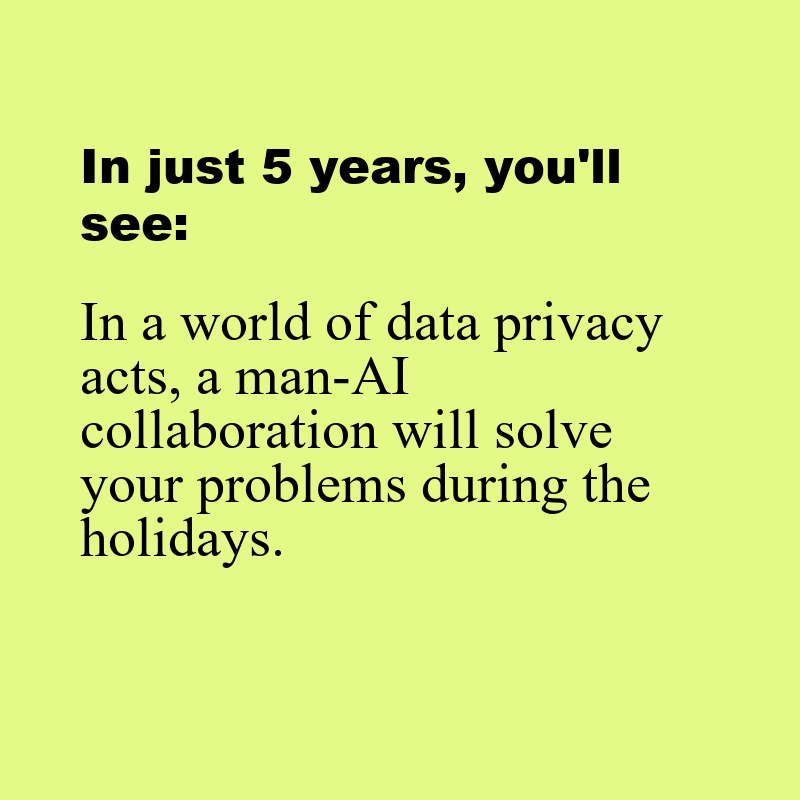 In just 5 years, you'll
see:
In a world of data privacy
acts, a man-AI
collaboration will solve
your problems during the
holidays.